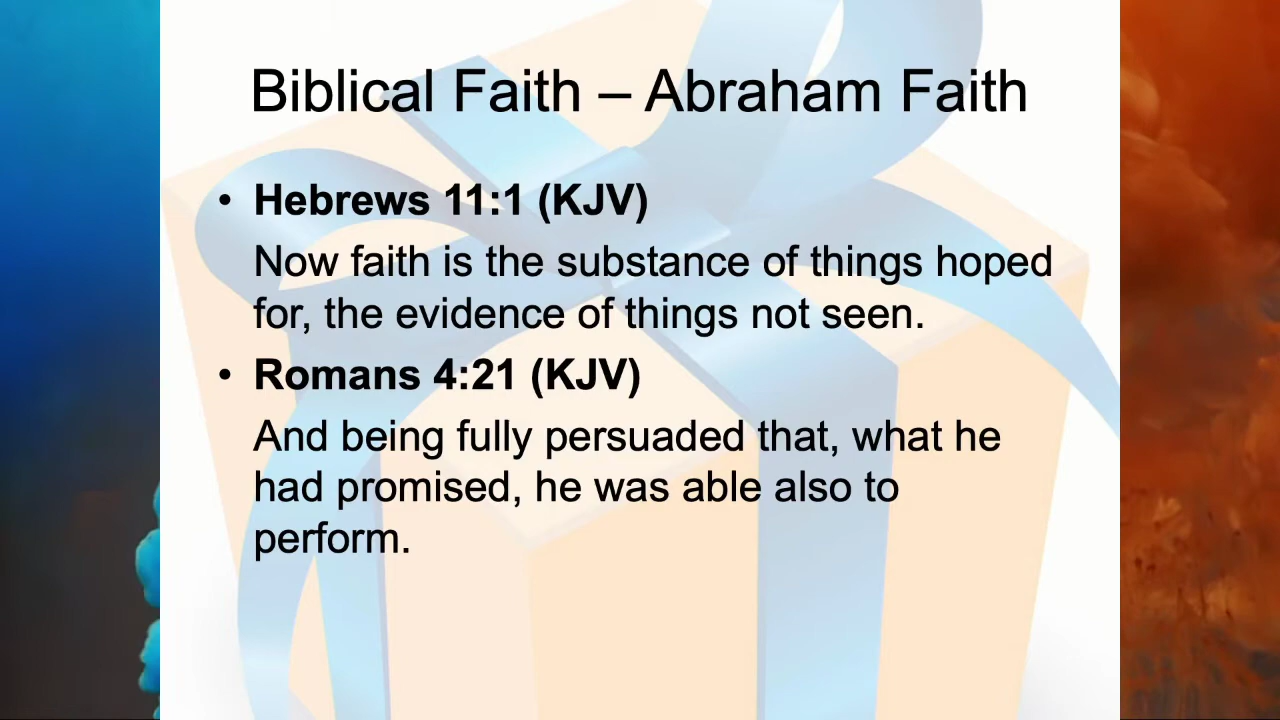 Biblical Faith – Abraham Faith
• Hebrews 11:1 (KJV)
Now faith is the substance of things hoped
for, the evidence of things not seen.
• Romans 4:21 (KJV)
And being fully persuaded that, what he
had promised, he was able also to
perform.